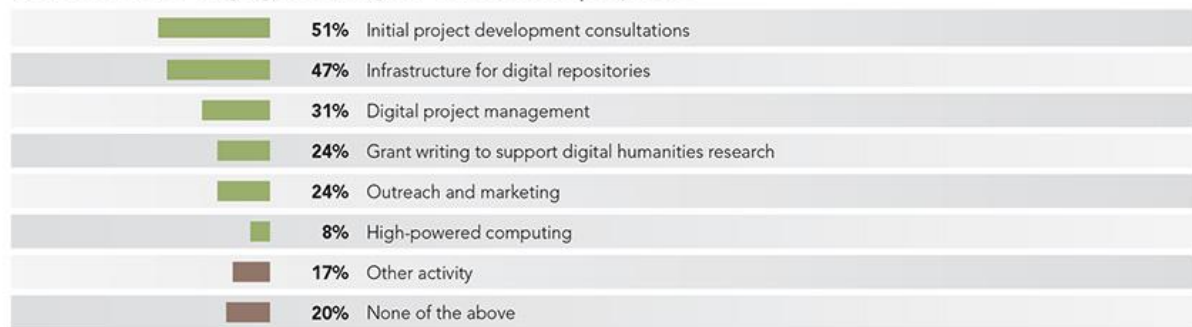 51% Initial project development consultations
47% Infrastructure for digital repositories
31% Digital project management
24% Grant writing to support digital humanities research
24% Outreach and marketing
8% High-powered computing
17% Other activity
20% None of the above